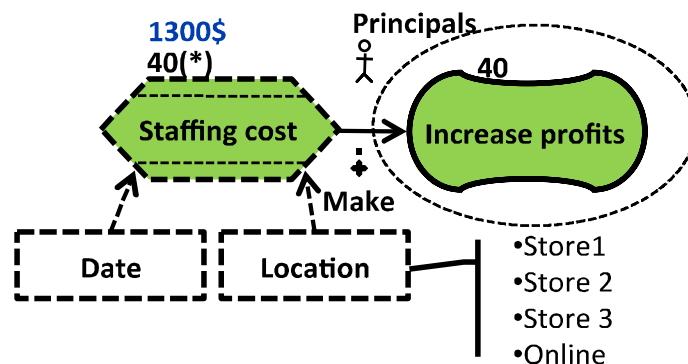 1300$
Principals
40(*)
40
Staffing cost
Increase profits
Make
Date
Location
•Store1
•Store 2
•Store 3
•Online